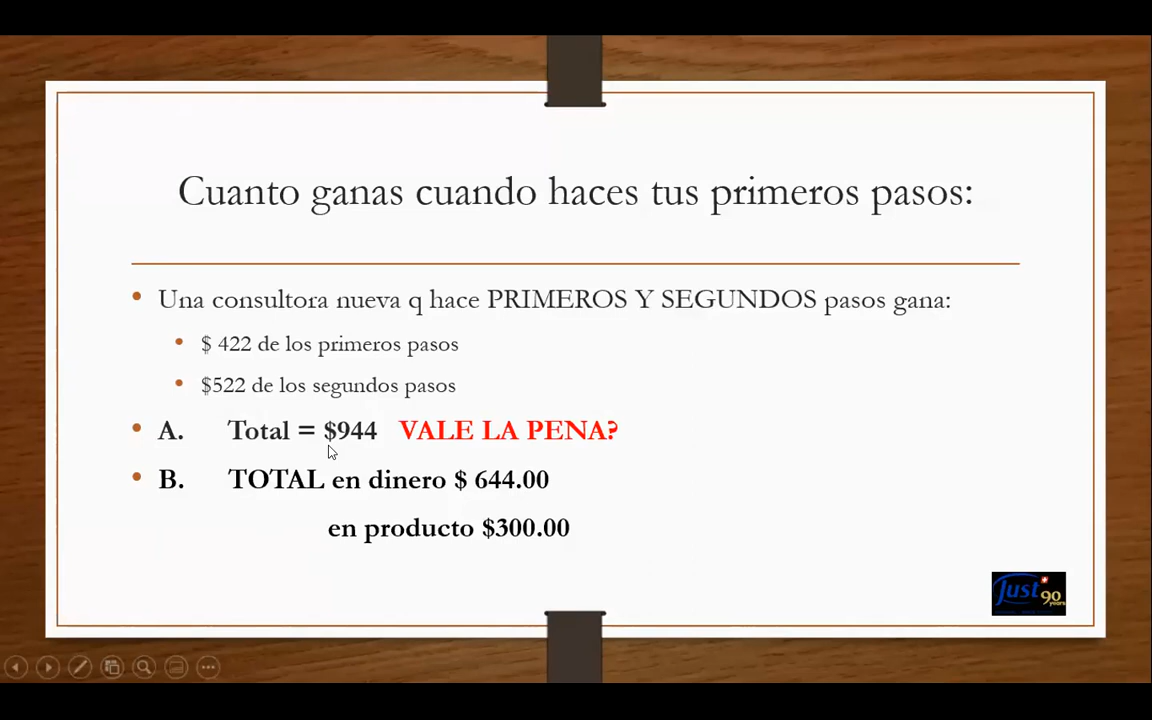 Cuanto ganas cuando haces tus primeros pasos:
Una consultora nueva q hace PRIMEROS Y SEGUNDOS pasos gana:
$ 422 de los primeros pasos
$522 de los segundos pasos
A. Total = $944 VALE LA PENA?
B. TOTAL en dinero $ 644.00
en producto $300.00
Just
90
years